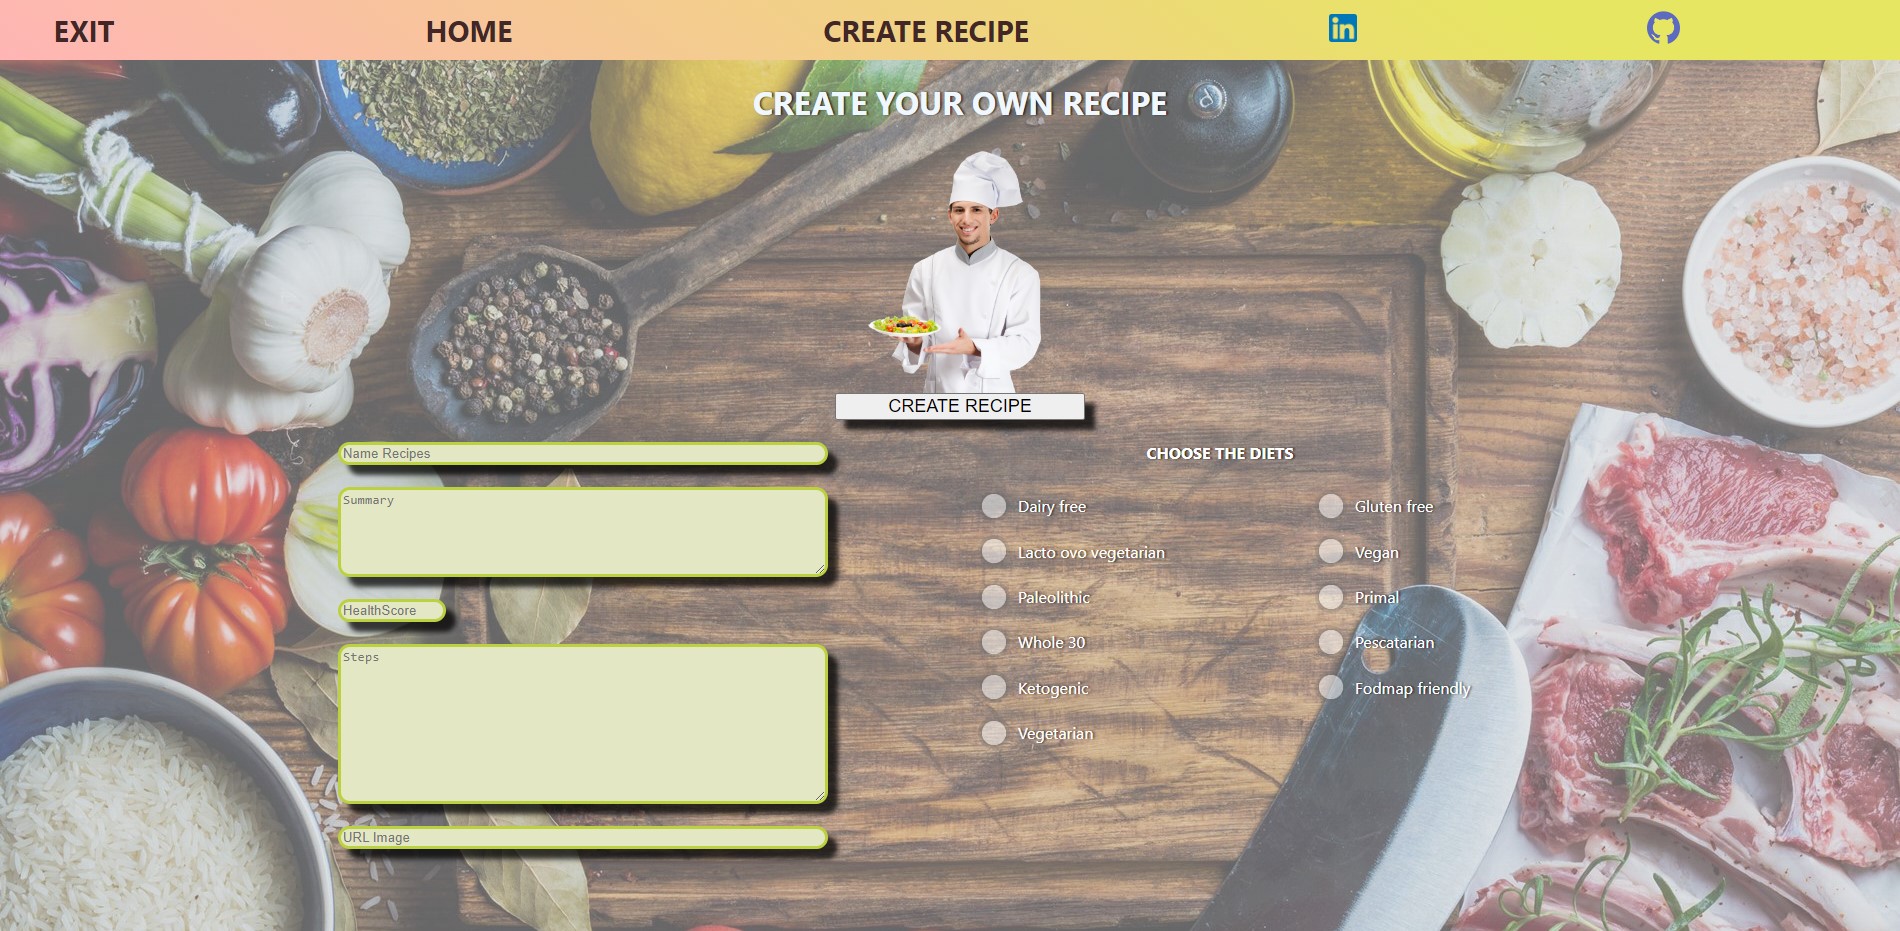 EXIT
HOME
CREATE RECIPE
in
CREATE YOUR OWN RECIPE
CREATE RECIPE
Name Recipes
Summary
HealthScore
Steps
URL Image
CHOOSE THE DIETS
Dairy free
Gluten free
Lacto ovo vegetarian
Vegan
Paleolithic
Primal
Whole 30
Pescatarian
Ketogenic
Fodmap friendly
Vegetarian